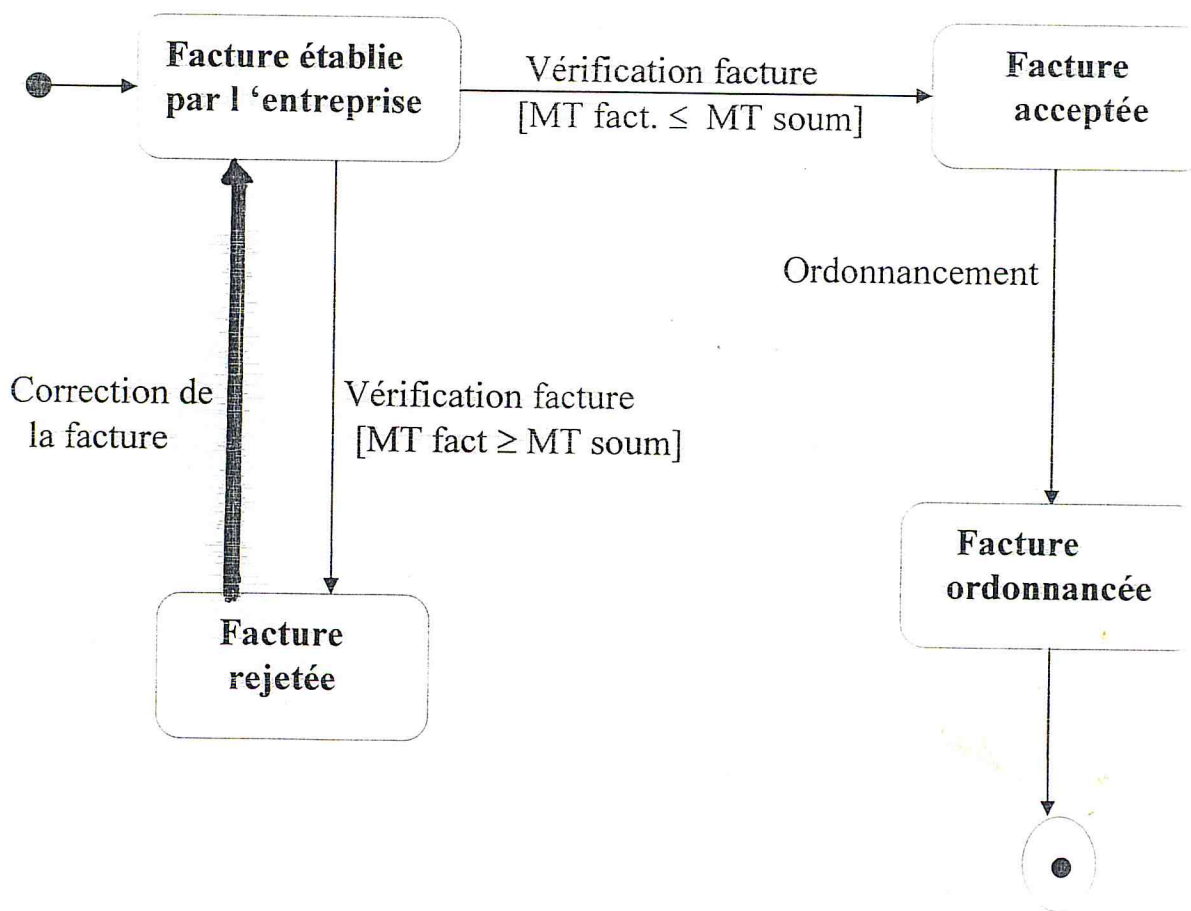 Facture établie
par l ‘entreprise
Vérification facture
[MT fact. ≤ MT soum]
Facture
acceptée
Ordonnancement
Correction de
la facture
Vérification facture
[MT fact ≥ MT soum]
Facture
ordonnancée
Facture
rejetée